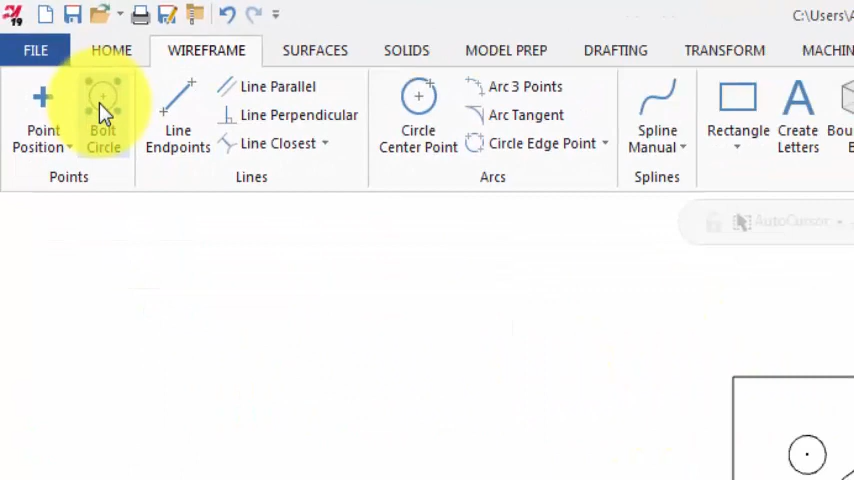 19
C:\Users\
FILE HOME WIREFRAME SURFACES SOLIDS MODEL PREP DRAFTING TRANSFORM MACHIN
Point Position
Bolt Circle
Line Endpoints
Line Parallel
Line Perpendicular
Line Closest
Circle Center Point
Arc 3 Points
Arc Tangent
Circle Edge Point
Spline Manual
Rectangle
Create Letters
Points Lines Arcs Splines
AutoCursor